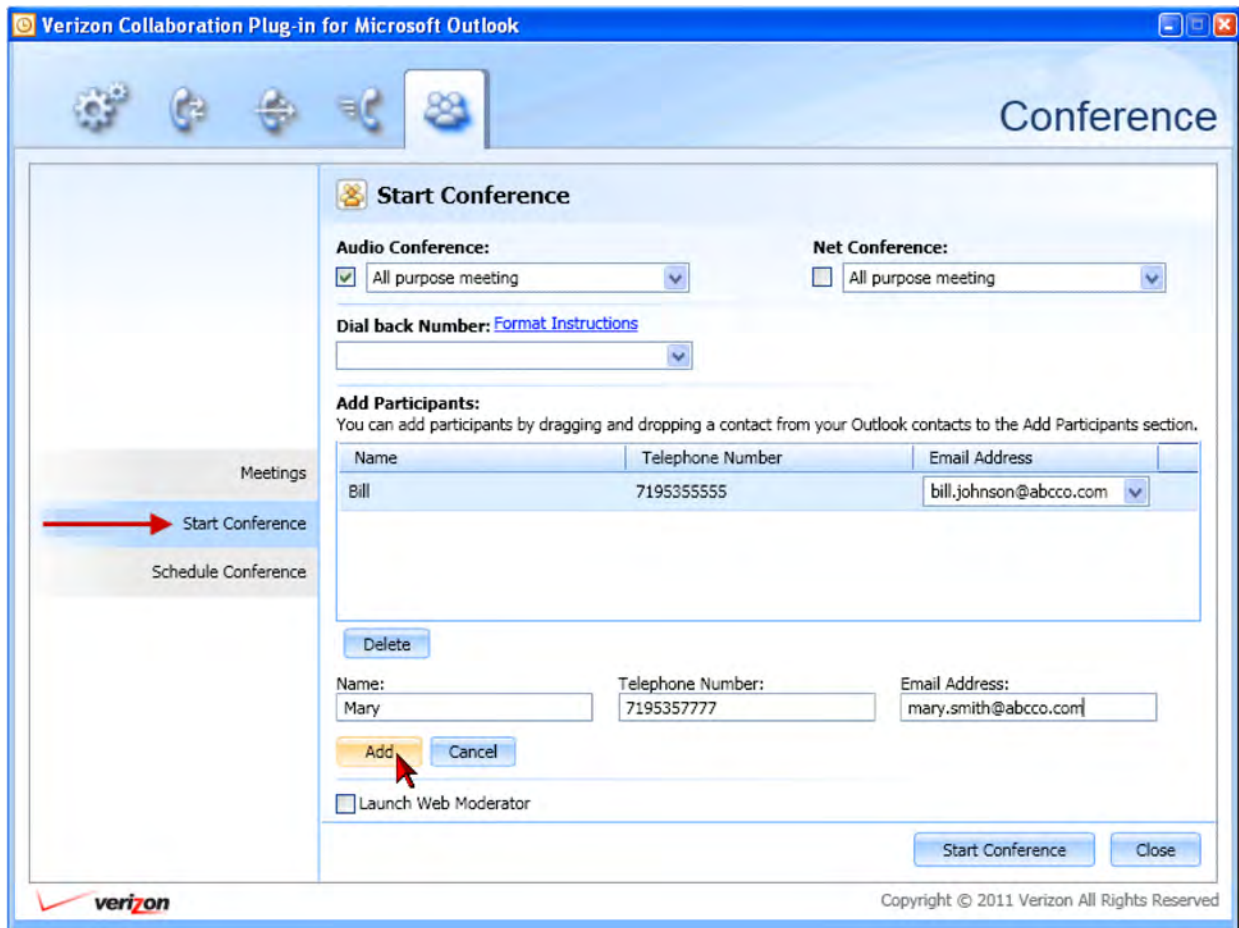 Verizon Collaboration Plug-in for Microsoft Outlook
Conference
Start Conference
Audio Conference:
Net Conference:
All purpose meeting
All purpose meeting
Dial back Number: Format Instructions
Add Participants:
You can add participants by dragging and dropping a contact from your Outlook contacts to the Add Participants section.
Name Telephone Number Email Address
Bill 7195355555 bill.johnson@abcco.com
Meetings
Start Conference
Schedule Conference
Delete
Name: Telephone Number: Email Address:
Mary 7195357777 mary.smith@abcco.com
Add Cancel
Launch Web Moderator
Start Conference Close
verizon
Copyright © 2011 Verizon All Rights Reserved